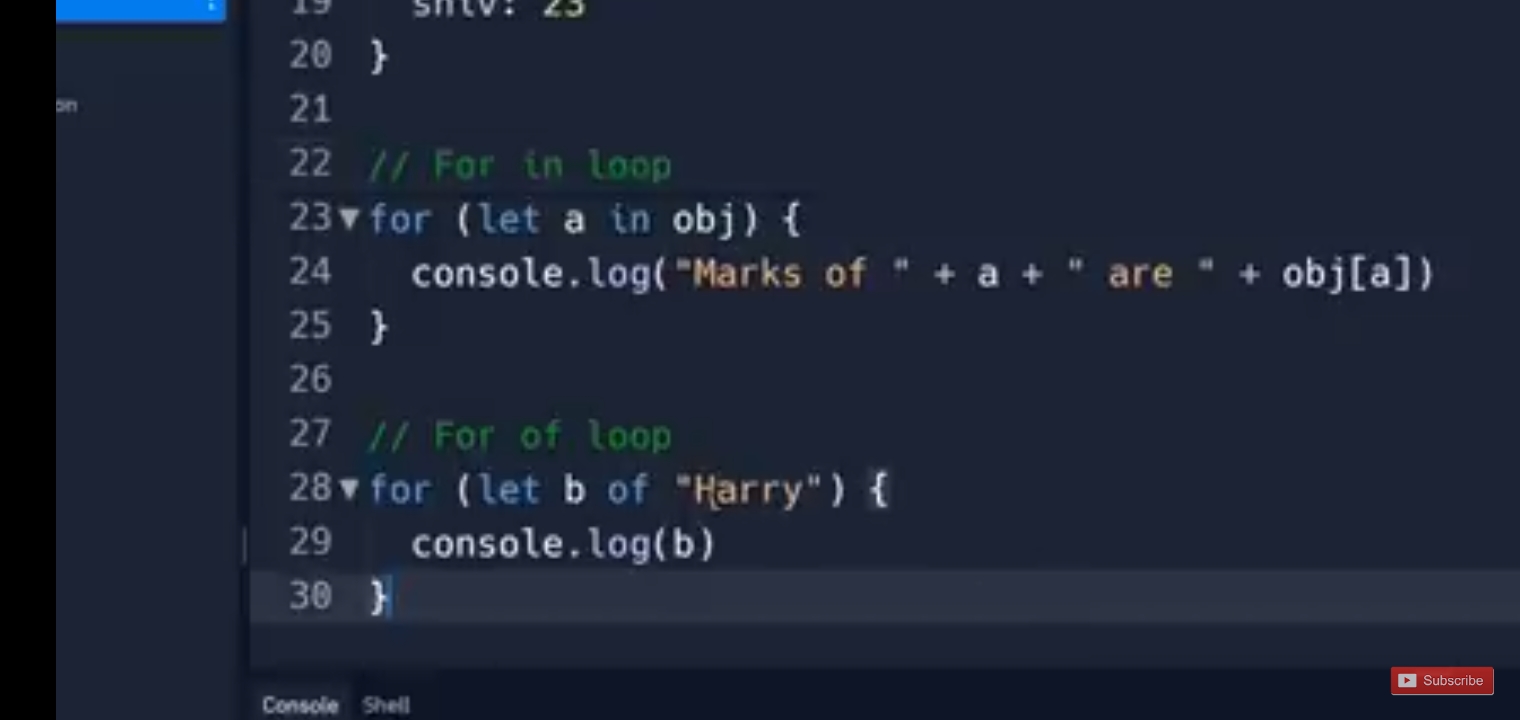 19
23
20 }
on
21
22 // For in loop
23 for (let a in obj) {
24 console.log("Marks of " + a + " are " + obj[a])
25 }
26
27 // For of loop
28 for (let b of "Harry") {
29 console.log(b)
30 }
Subscribe
Console Shell